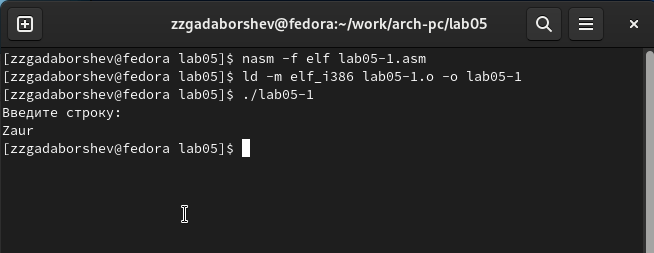 zzgadaborshev@fedora:~/work/arch-pc/lab05
[zzgadaborshev@fedora lab05]$ nasm -f elf lab05-1.asm
[zzgadaborshev@fedora lab05]$ ld -m elf_i386 lab05-1.o -o lab05-1
[zzgadaborshev@fedora lab05]$ ./lab05-1
Введите строку:
Zaur
[zzgadaborshev@fedora lab05]$